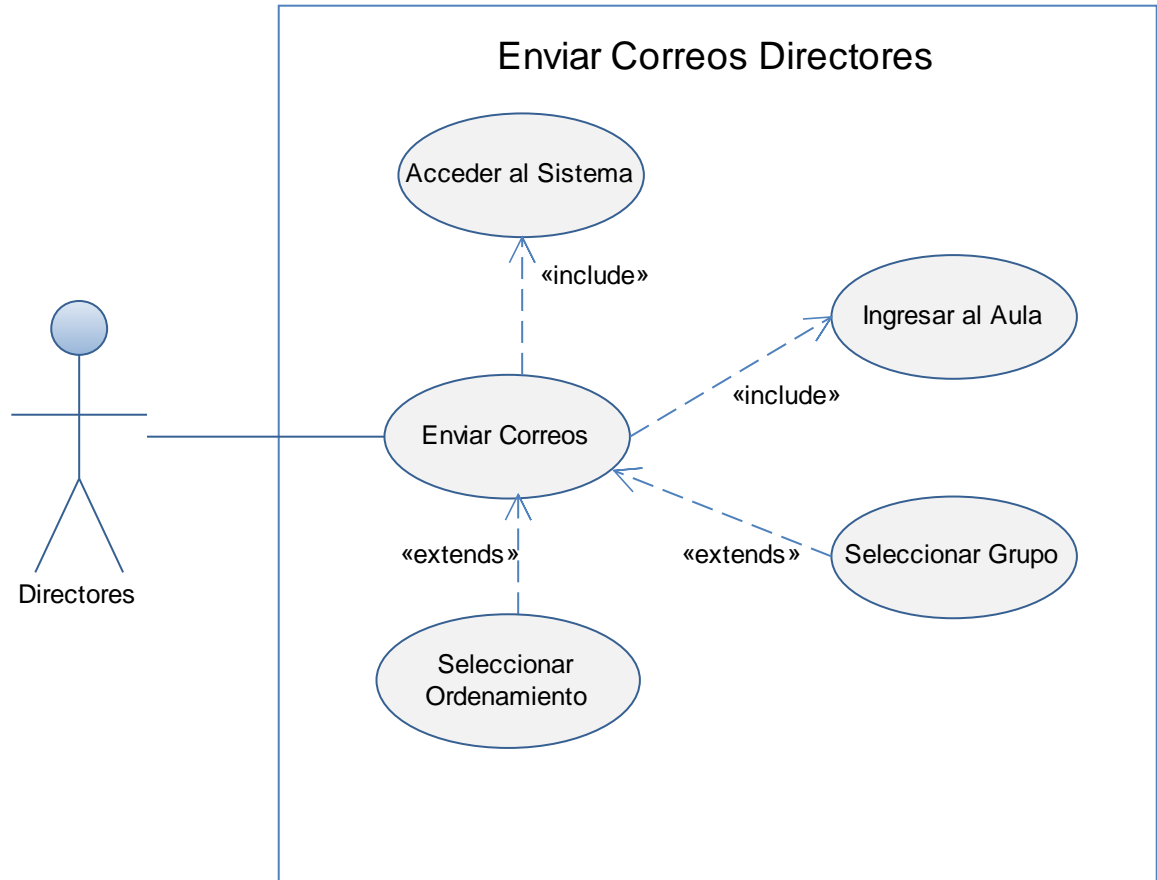 Enviar Correos Directores
Acceder al Sistema
«include»
Ingresar al Aula
«include»
Enviar Correos
«extends»
«extends»
Seleccionar Grupo
Directores
Seleccionar
Ordenamiento